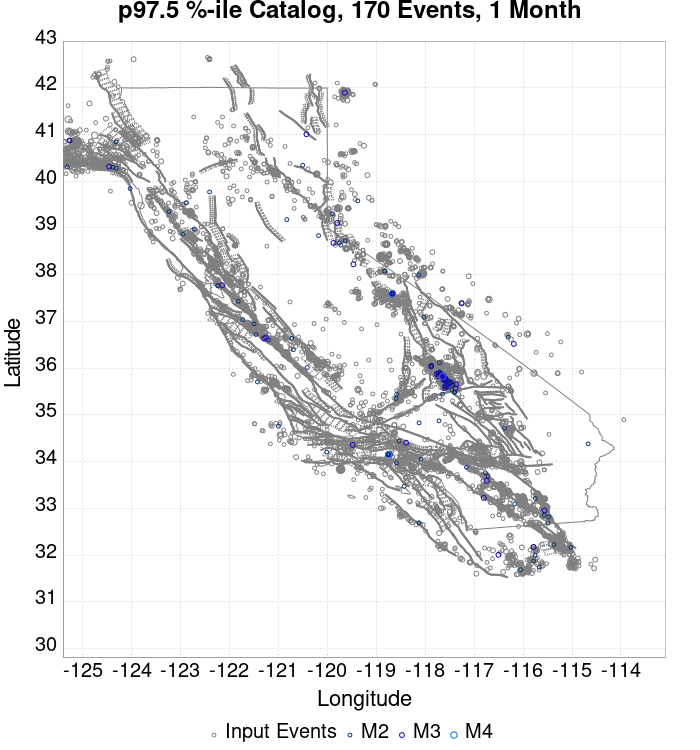 p97.5 %-ile Catalog, 170 Events, 1 Month
43
42
41
40
39
38
37
36
35
34
33
32
31
30
Latitude
-125 -124 -123 -122 -121 -120 -119 -118 -117 -116 -115 -114
Longitude
Input Events M2 M3 M4